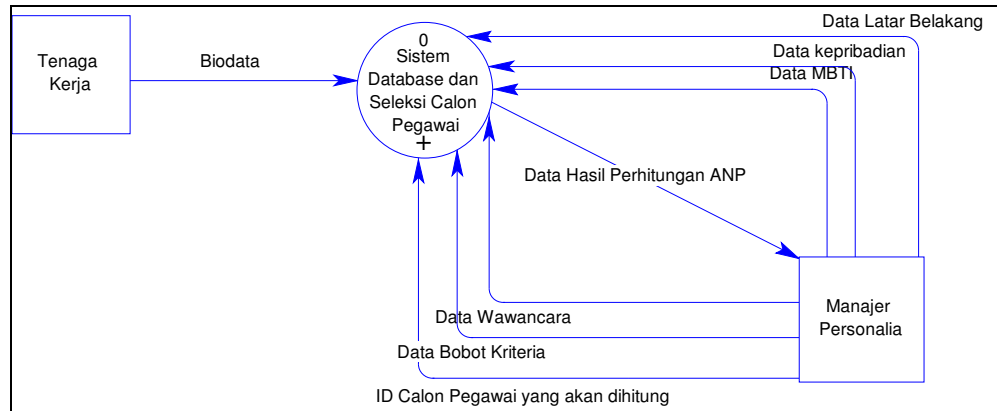 Data Latar Belakang
0
Sistem
Database dan
Seleksi Calon
Pegawai
+
Tenaga
Kerja
Biodata
Data kepribadian
Data MBTI
Data Hasil Perhitungan ANP
Manajer
Personalia
Data Wawancara
Data Bobot Kriteria
ID Calon Pegawai yang akan dihitung